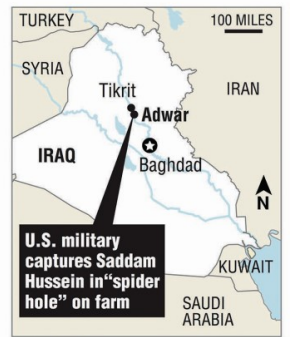 TURKEY
100 MILES
SYRIA
IRAN
Tikrit
Adwar
IRAQ
Baghdad
N
U.S. military
captures Saddam
Hussein in“spider
hole” on farm
KUWAIT
SAUDI
ARABIA